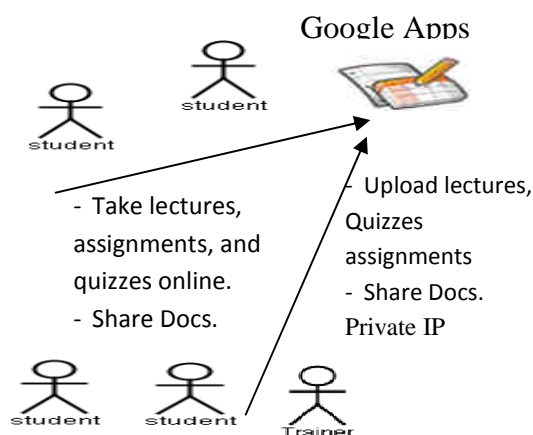 Google Apps
student
student
- Take lectures,
assignments, and
quizzes online.
- Share Docs.
- Upload lectures,
Quizzes
assignments
- Share Docs.
Private IP
student
student
Trainer